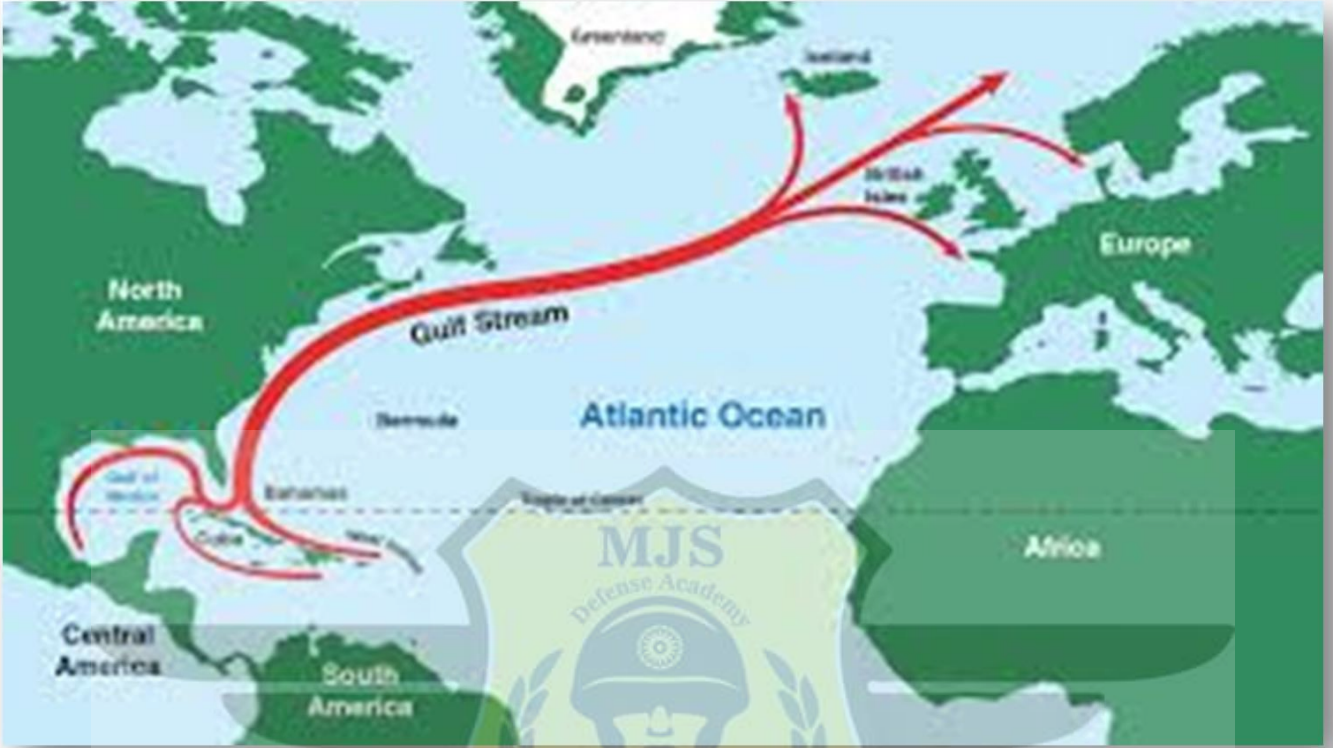 Greenland
Iceland
British
Isles
Europe
North
America
Gulf Stream
Bermuda
Atlantic Ocean
Gulf of
Mexico
Bahamas
Tropic of Cancer
Cuba
MJS
Defense Academy
Africa
Central
America
South
America